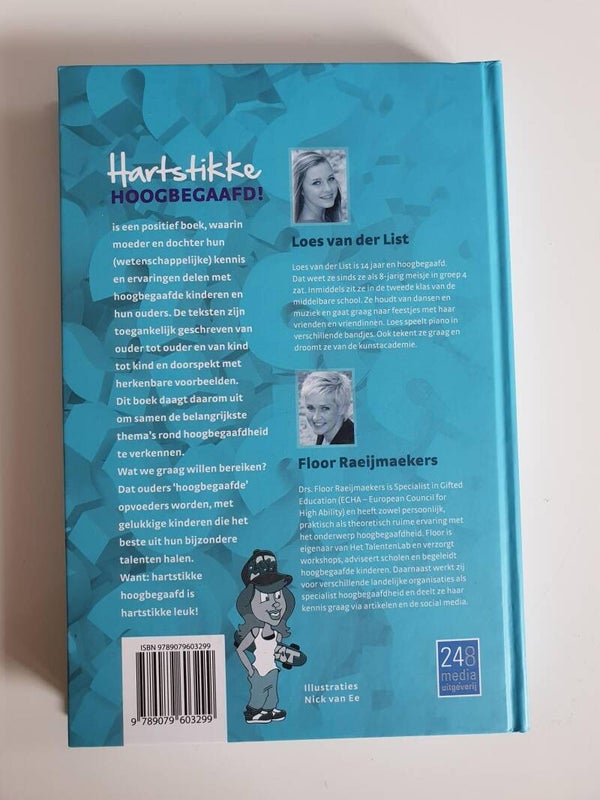 Hartstikke
HOOGBEGAAFD!
is een positief boek, waarin
moeder en dochter hun
(wetenschappelijke) kennis
en ervaringen delen met
hoogbegaafde kinderen en
hun ouders. De teksten zijn
toegankelijk geschreven van
ouder tot ouder en van kind
tot kind en doorspekt met
herkenbare voorbeelden.
Dit boek daagt daarom uit
om samen de belangrijkste
thema's rond hoogbegaafdheid
te verkennen.
Wat we graag willen bereiken?
Dat ouders 'hoogbegaafde'
opvoeders worden, met
gelukkige kinderen die het
beste uit hun bijzondere
talenten halen.
Want: hartstikke
hoogbegaafd is
hartstikke leuk!
Loes van der List
Loes van der List is 14 jaar en hoogbegaafd.
Dat weet ze sinds ze als 8-jarig meisje in groep 4
zat. Inmiddels zit ze in de tweede klas van de
middelbare school. Ze houdt van dansen en
muziek en gaat graag naar feestjes met haar
vrienden en vriendinnen. Loes speelt piano in
verschillende bandjes. Ook tekent ze graag en
droomt ze van de kunstacademie.
Floor Raeijmaekers
Drs. Floor Raeijmaekers is Specialist in Gifted
Education (ECHA – European Council for
High Ability) en heeft zowel persoonlijk,
praktisch als theoretisch ruime ervaring met
het onderwerp hoogbegaafdheid. Floor is
eigenaar van Het TalentenLab en verzorgt
workshops, adviseert scholen en begeleidt
hoogbegaafde kinderen. Daarnaast werkt zij
voor verschillende landelijke organisaties als
specialist hoogbegaafdheid en deelt ze haar
kennis graag via artikelen en de social media.
ISBN 9789079603299
9 789079 603299
Illustraties
Nick van Ee
248
media
uitgeverij